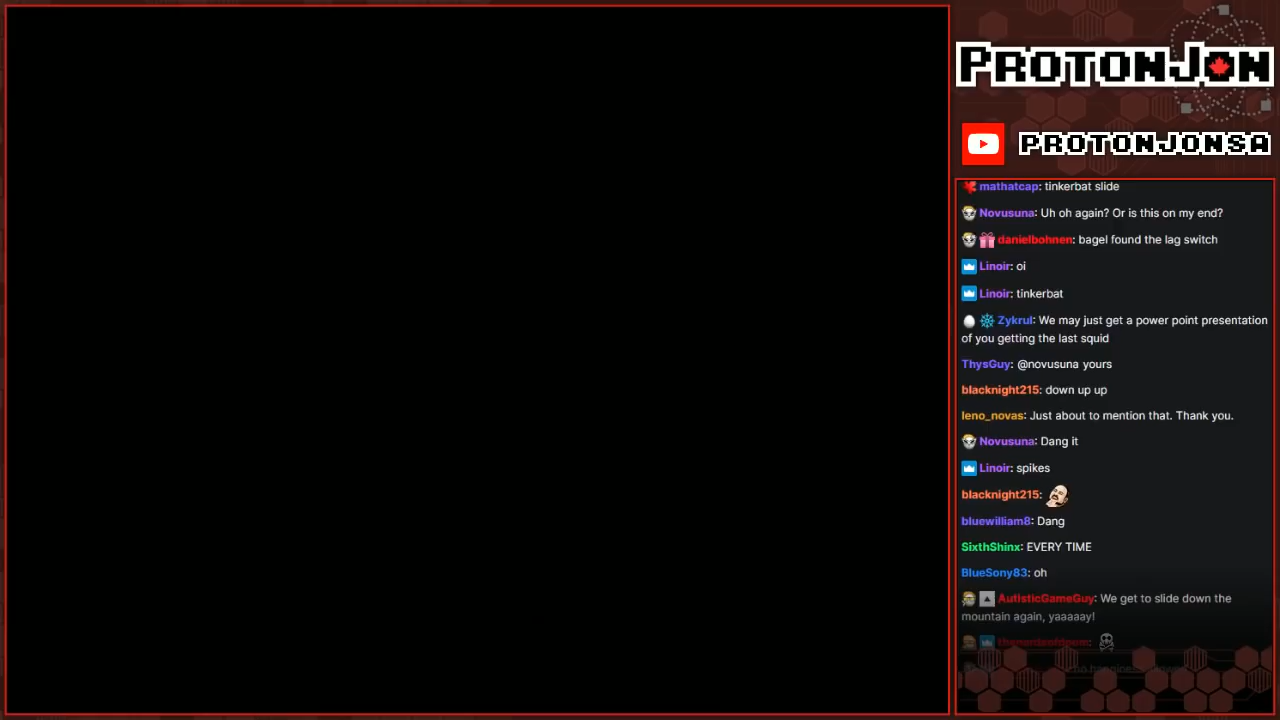 PROTONJON
PROTONJONSA
mathatcap: tinkerbat slide
Novusuna: Uh oh again? Or is this on my end?
danielbohnen: bagel found the lag switch
Linoir: oi
Linoir: tinkerbat
Zykrul: We may just get a power point presentation
of you getting the last squid
ThysGuy: @novusuna yours
blacknight215: down up up
leno_novas: Just about to mention that. Thank you.
Novusuna: Dang it
Linoir: spikes
blacknight215:
bluewilliam8: Dang
SixthShinx: EVERY TIME
BlueSony83: oh
AutisticGameGuy: We get to slide down the
mountain again, yaaaaay!